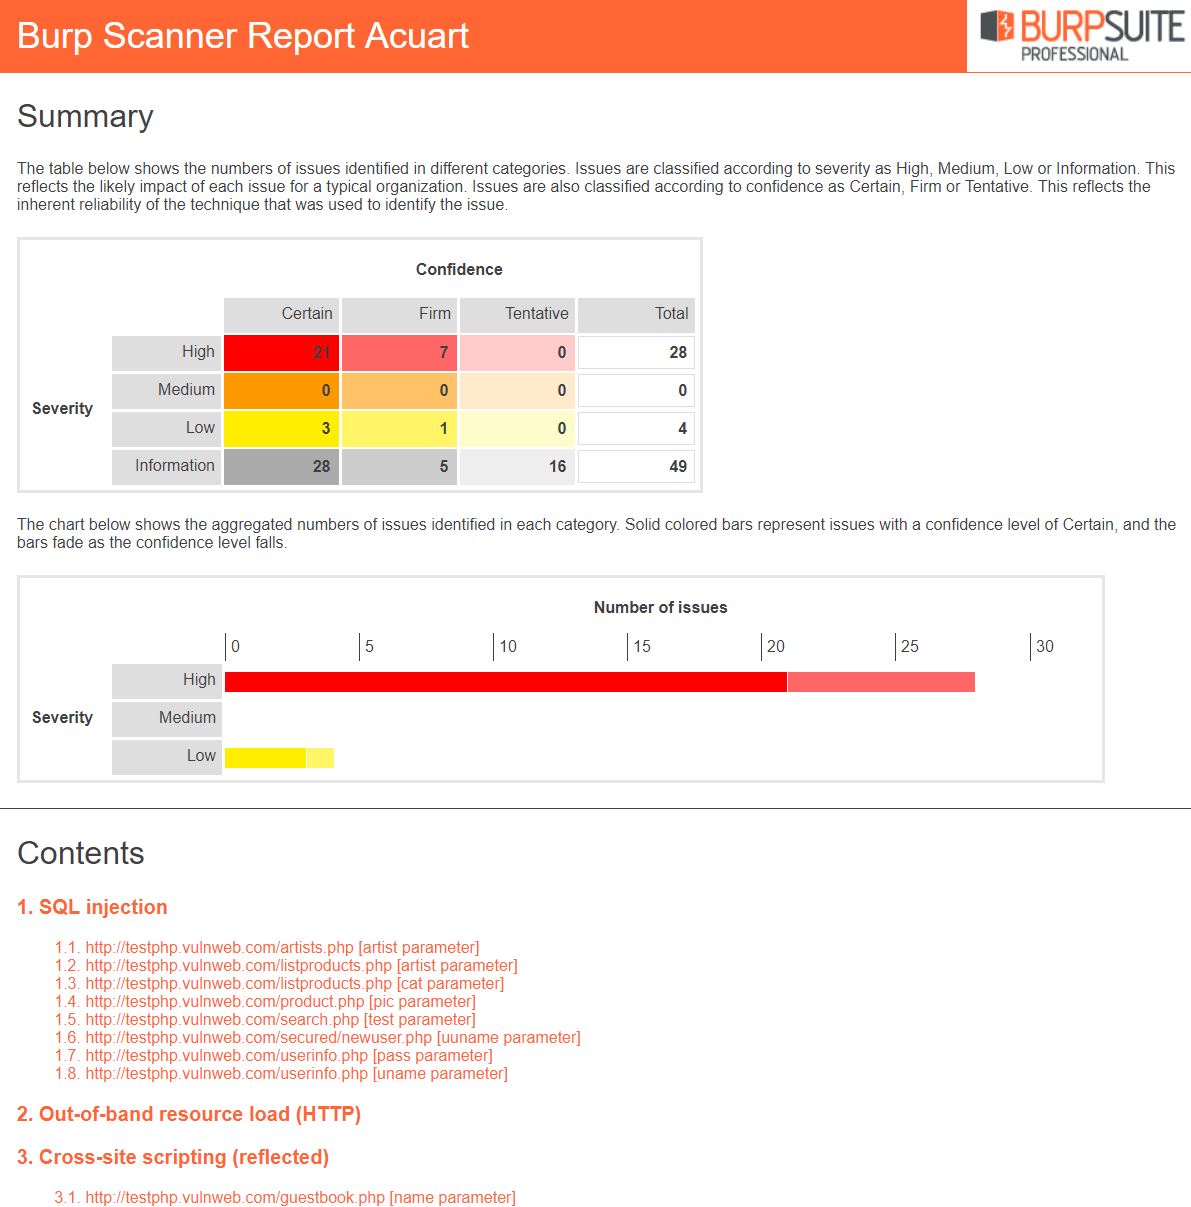 Burp Scanner Report Acuart
BURPSUITE
PROFESSIONAL
Summary
The table below shows the numbers of issues identified in different categories. Issues are classified according to severity as High, Medium, Low or Information. This
reflects the likely impact of each issue for a typical organization. Issues are also classified according to confidence as Certain, Firm or Tentative. This reflects the
inherent reliability of the technique that was used to identify the issue.
Confidence
Certain Firm Tentative Total
High 21 7 0 28
Medium 0 0 0 0
Severity
Low 3 1 0 4
Information 28 5 16 49
The chart below shows the aggregated numbers of issues identified in each category. Solid colored bars represent issues with a confidence level of Certain, and the
bars fade as the confidence level falls.
Number of issues
0 5 10 15 20 25 30
High
Severity Medium
Low
Contents
1. SQL injection
1.1. http://testphp.vulnweb.com/artists.php [artist parameter]
1.2. http://testphp.vulnweb.com/listproducts.php [artist parameter]
1.3. http://testphp.vulnweb.com/listproducts.php [cat parameter]
1.4. http://testphp.vulnweb.com/product.php [pic parameter]
1.5. http://testphp.vulnweb.com/search.php [test parameter]
1.6. http://testphp.vulnweb.com/secured/newuser.php [uuname parameter]
1.7. http://testphp.vulnweb.com/userinfo.php [pass parameter]
1.8. http://testphp.vulnweb.com/userinfo.php [uname parameter]
2. Out-of-band resource load (HTTP)
3. Cross-site scripting (reflected)
3.1. http://testphp.vulnweb.com/guestbook.php [name parameter]